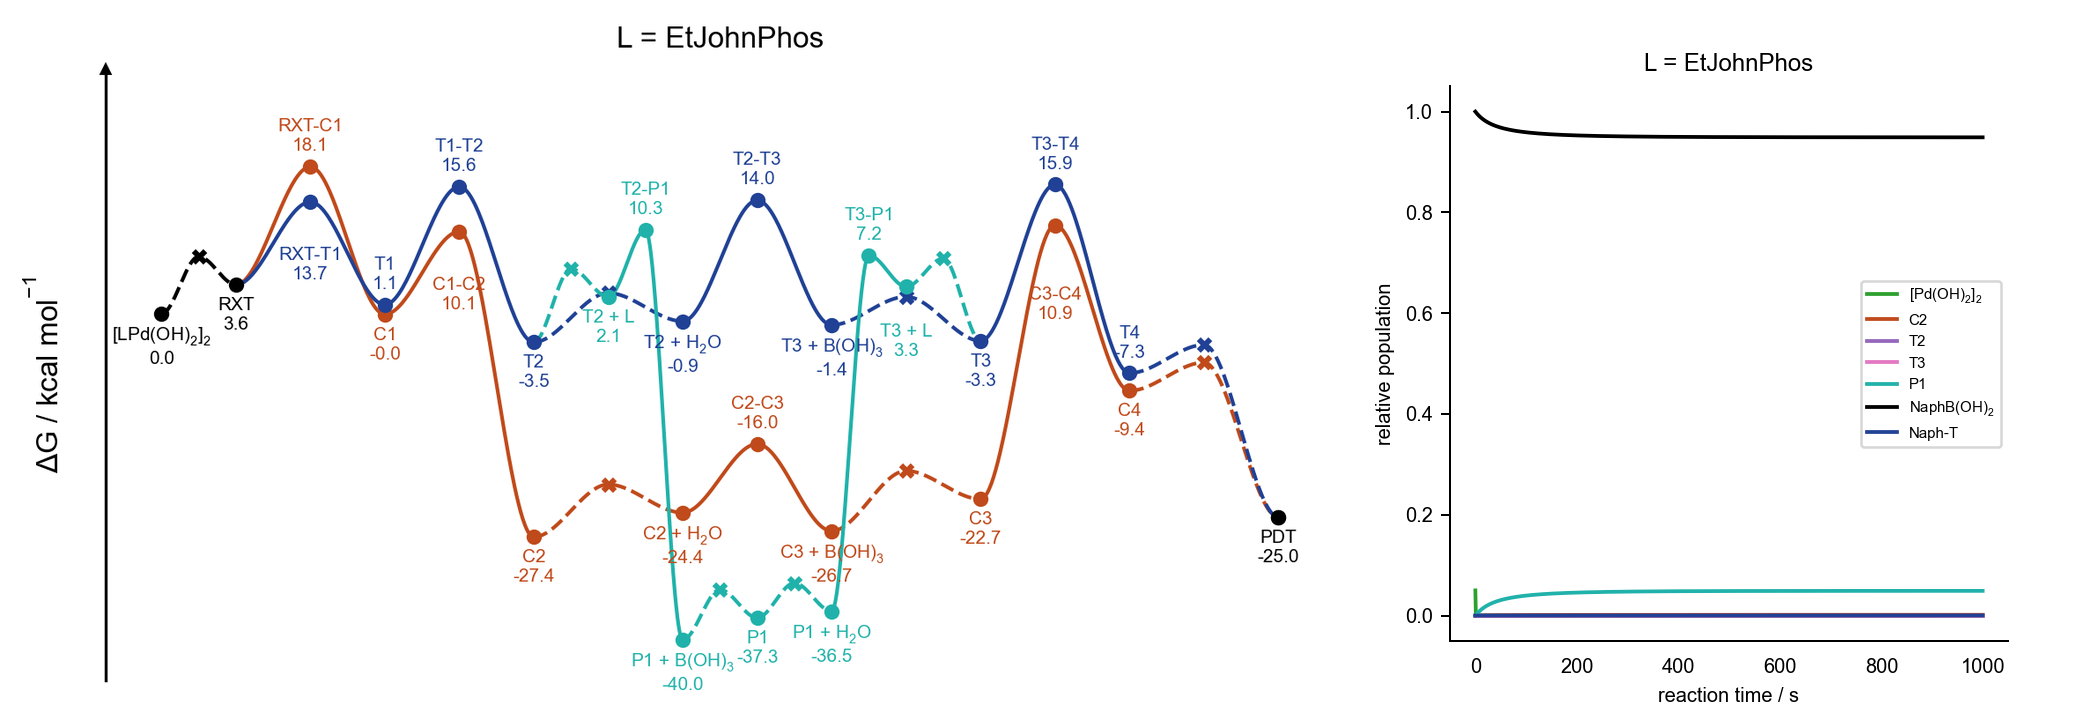 L = EtJohnPhos
ΔG / kcal mol⁻¹
[LPd(OH)₂]₂
0.0
RXT
3.6
RXT-C1
18.1
RXT-T1
13.7
T1
1.1
C1
-0.0
T1-T2
15.6
C1-C2
10.1
T2
-3.5
C2
-27.4
T2 + L
2.1
T2-P1
10.3
T2 + H₂O
-0.9
C2 + H₂O
-24.4
P1 + B(OH)₃
-40.0
T2-T3
14.0
C2-C3
-16.0
P1
-37.3
T3 + B(OH)₃
-1.4
C3 + B(OH)₃
-26.7
P1 + H₂O
-36.5
T3-P1
7.2
T3 + L
3.3
T3
-3.3
C3
-22.7
T3-T4
15.9
C3-C4
10.9
T4
-7.3
C4
-9.4
PDT
-25.0
L = EtJohnPhos
relative population
1.0
0.8
0.6
0.4
0.2
0.0
0 200 400 600 800 1000
reaction time / s
[Pd(OH)₂]₂
C2
T2
T3
P1
NaphB(OH)₂
Naph-T